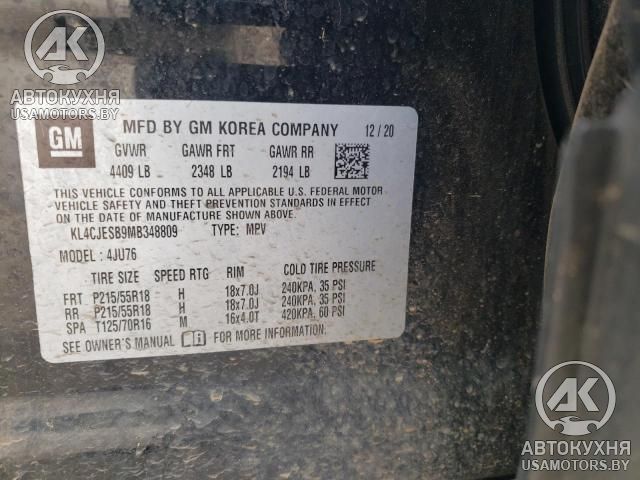 AK
АВТОКУХНЯ
USAMOTORS.BY
GM
MFD BY GM KOREA COMPANY 12/20
GVWR GAWR FRT GAWR RR
4409 LB 2348 LB 2194 LB
THIS VEHICLE CONFORMS TO ALL APPLICABLE U.S. FEDERAL MOTOR
VEHICLE SAFETY AND THEFT PREVENTION STANDARDS IN EFFECT
ON THE DATE OF MANUFACTURE SHOWN ABOVE.
KL4CJESB9MB348809 TYPE: MPV
MODEL: 4JU76
TIRE SIZE SPEED RTG RIM COLD TIRE PRESSURE
FRT P215/55R18 H 18x7.0J 240KPA, 35 PSI
RR P215/55R18 H 18x7.0J 240KPA, 35 PSI
SPA T125/70R16 M 16x4.0T 420KPA, 60 PSI
SEE OWNER'S MANUAL FOR MORE INFORMATION.
AK
АВТОКУХНЯ
USAMOTORS.BY